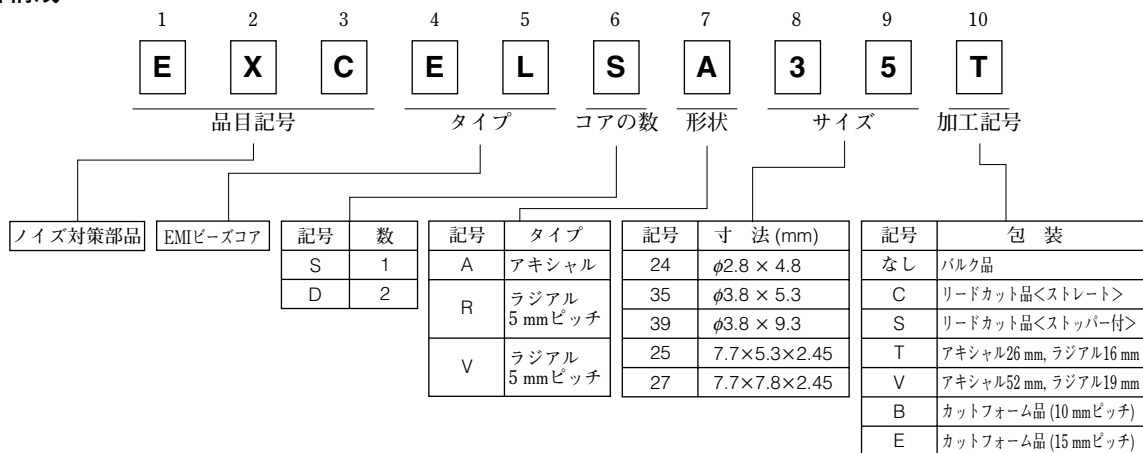 1 2 3 4 5 6 7 8 9 10
E X C E L S A 3 5 T
品目記号 タイプ コアの数 形状 サイズ 加工記号
ノイズ対策部品
EMIビーズコア
記号 数
S 1
D 2
記号 タイプ
A アキシャル
R ラジアル
5 mmピッチ
V ラジアル
5 mmピッチ
記号 寸 法 (mm)
24 φ2.8 × 4.8
35 φ3.8 × 5.3
39 φ3.8 × 9.3
25 7.7×5.3×2.45
27 7.7×7.8×2.45
記号 包 装
なし バルク品
C リードカット品<ストレート>
S リードカット品<ストッパー付>
T アキシャル26 mm, ラジアル16 mm
V アキシャル52 mm, ラジアル19 mm
B カットフォーム品 (10 mmピッチ)
E カットフォーム品 (15 mmピッチ)